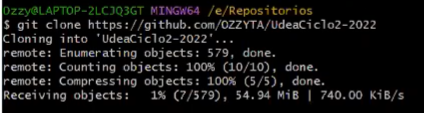 Ozzy@LAPTOP-2LCJQ3GT MINGW64 /e/Repositorios
$ git clone https://github.com/OZZYTA/UdeaCiclo2-2022
Cloning into 'UdeaCiclo2-2022'...
remote: Enumerating objects: 579, done.
remote: Counting objects: 100% (10/10), done.
remote: Compressing objects: 100% (5/5), done.
Receiving objects:   1% (7/579), 54.94 MiB | 740.00 KiB/s